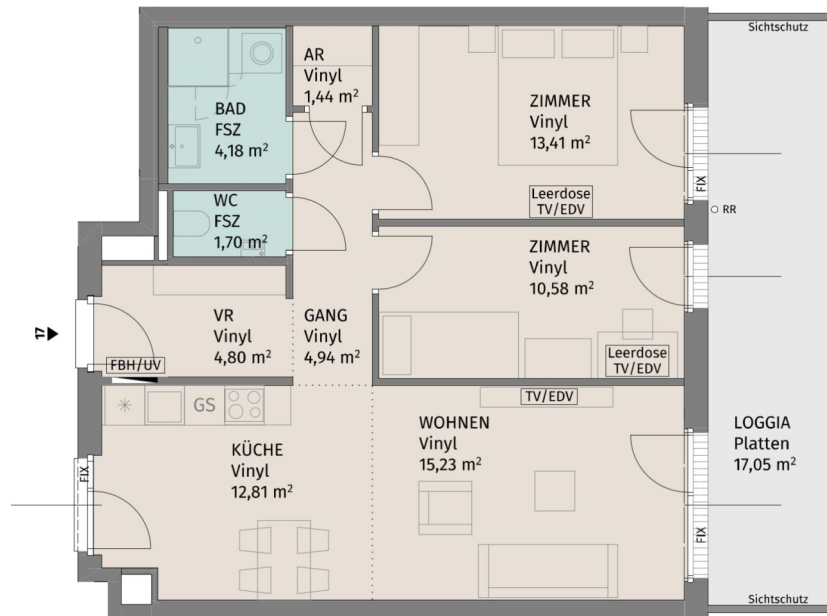 Sichtschutz
AR
Vinyl
1,44 m²
BAD
FSZ
4,18 m²
ZIMMER
Vinyl
13,41 m²
Leerdose
TV/EDV
FIX
RR
WC
FSZ
1,70 m²
ZIMMER
Vinyl
10,58 m²
Leerdose
TV/EDV
17
VR
Vinyl
4,80 m²
GANG
Vinyl
4,94 m²
FBH/UV
GS
TV/EDV
KÜCHE
Vinyl
12,81 m²
WOHNEN
Vinyl
15,23 m²
LOGGIA
Platten
17,05 m²
FIX
FIX
Sichtschutz